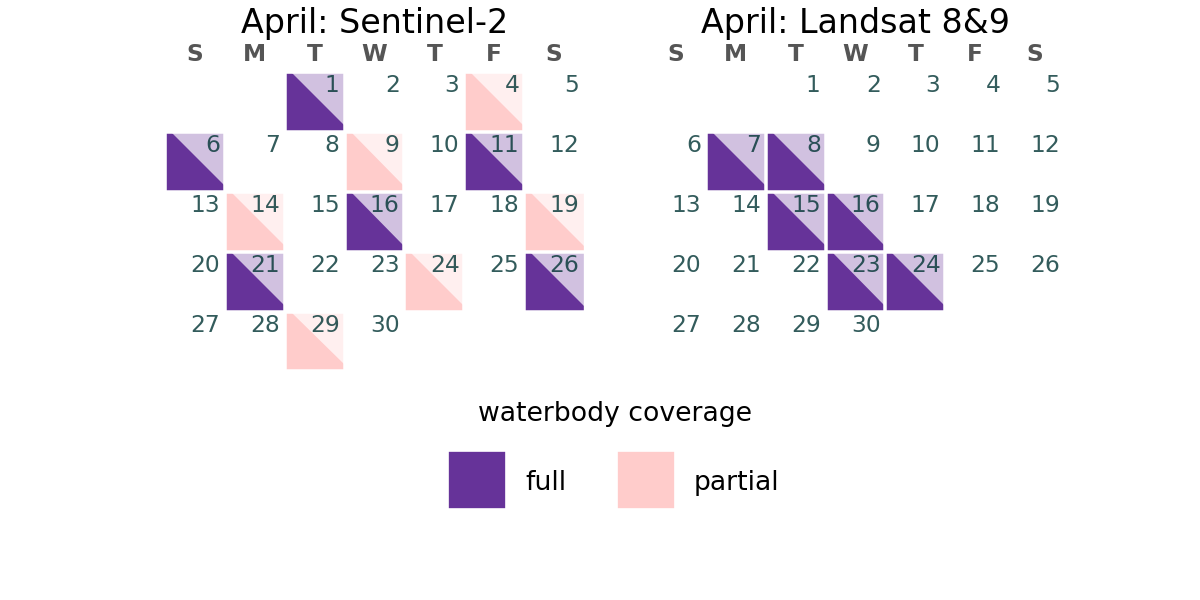 April: Sentinel-2
S M T W T F S
1 2 3 4 5
6 7 8 9 10 11 12
13 14 15 16 17 18 19
20 21 22 23 24 25 26
27 28 29 30
April: Landsat 8&9
S M T W T F S
1 2 3 4 5
6 7 8 9 10 11 12
13 14 15 16 17 18 19
20 21 22 23 24 25 26
27 28 29 30
waterbody coverage
full
partial